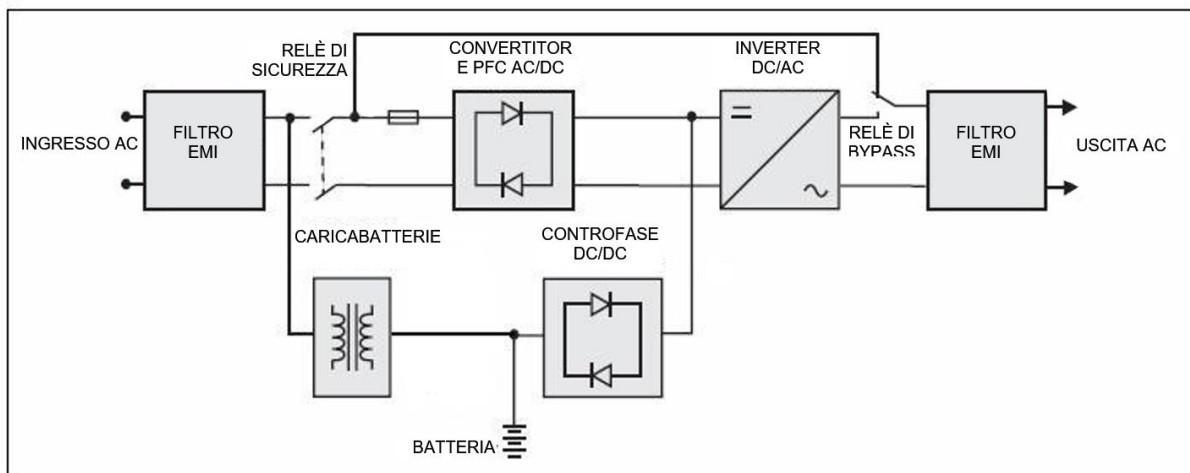 RELÈ DI
SICUREZZA
CONVERTITOR
E PFC AC/DC
INVERTER
DC/AC
INGRESSO AC
FILTRO
EMI
RELÈ DI
BYPASS
FILTRO
EMI
USCITA AC
CARICABATTERIE
CONTROFASE
DC/DC
BATTERIA